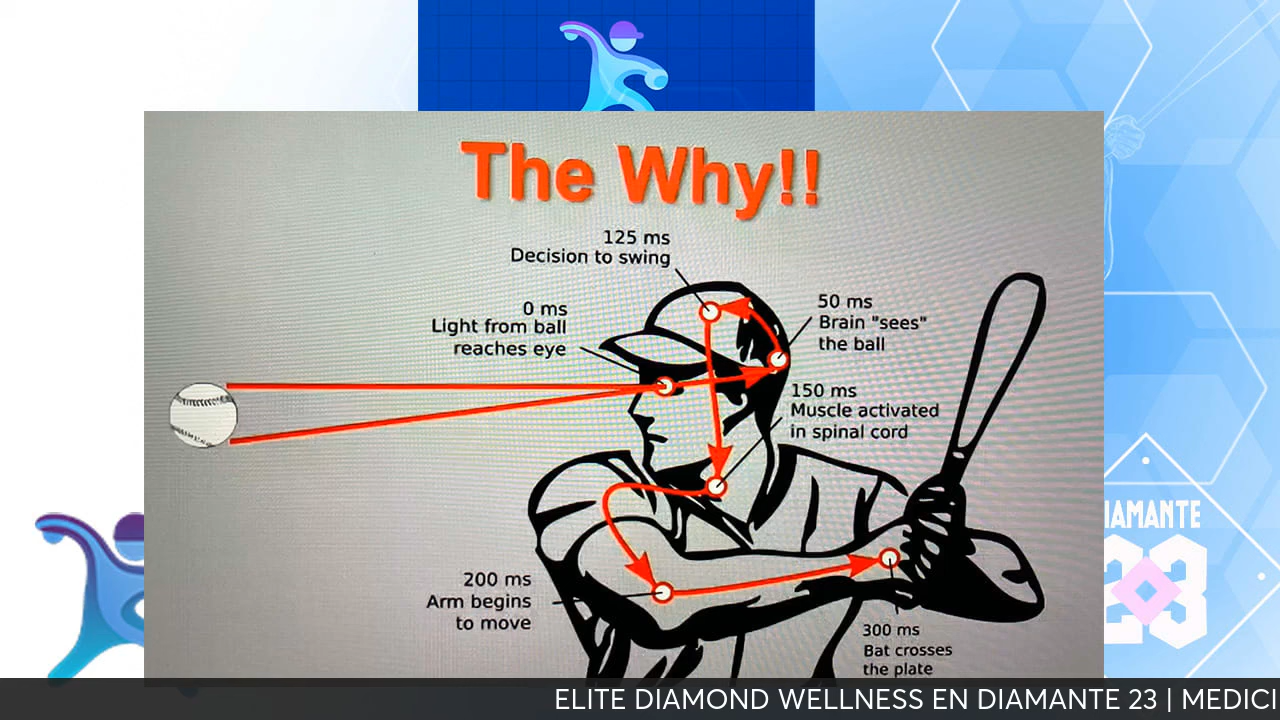 The Why!!
125 ms
Decision to swing
0 ms
Light from ball
reaches eye
50 ms
Brain "sees"
the ball
150 ms
Muscle activated
in spinal cord
200 ms
Arm begins
to move
300 ms
Bat crosses
the plate
IAMANTE
23
ELITE DIAMOND WELLNESS EN DIAMANTE 23 | MEDICI